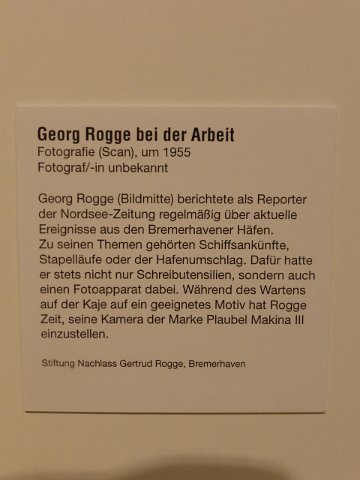 Georg Rogge bei der Arbeit
Fotografie (Scan), um 1955
Fotograf/-in unbekannt
Georg Rogge (Bildmitte) berichtete als Reporter
der Nordsee-Zeitung regelmäßig über aktuelle
Ereignisse aus den Bremerhavener Häfen.
Zu seinen Themen gehörten Schiffsankünfte,
Stapelläufe oder der Hafenumschlag. Dafür hatte
er stets nicht nur Schreibutensilien, sondern auch
einen Fotoapparat dabei. Während des Wartens
auf der Kaje auf ein geeignetes Motiv hat Rogge
Zeit, seine Kamera der Marke Plaubel Makina III
einzustellen.
Stiftung Nachlass Gertrud Rogge, Bremerhaven